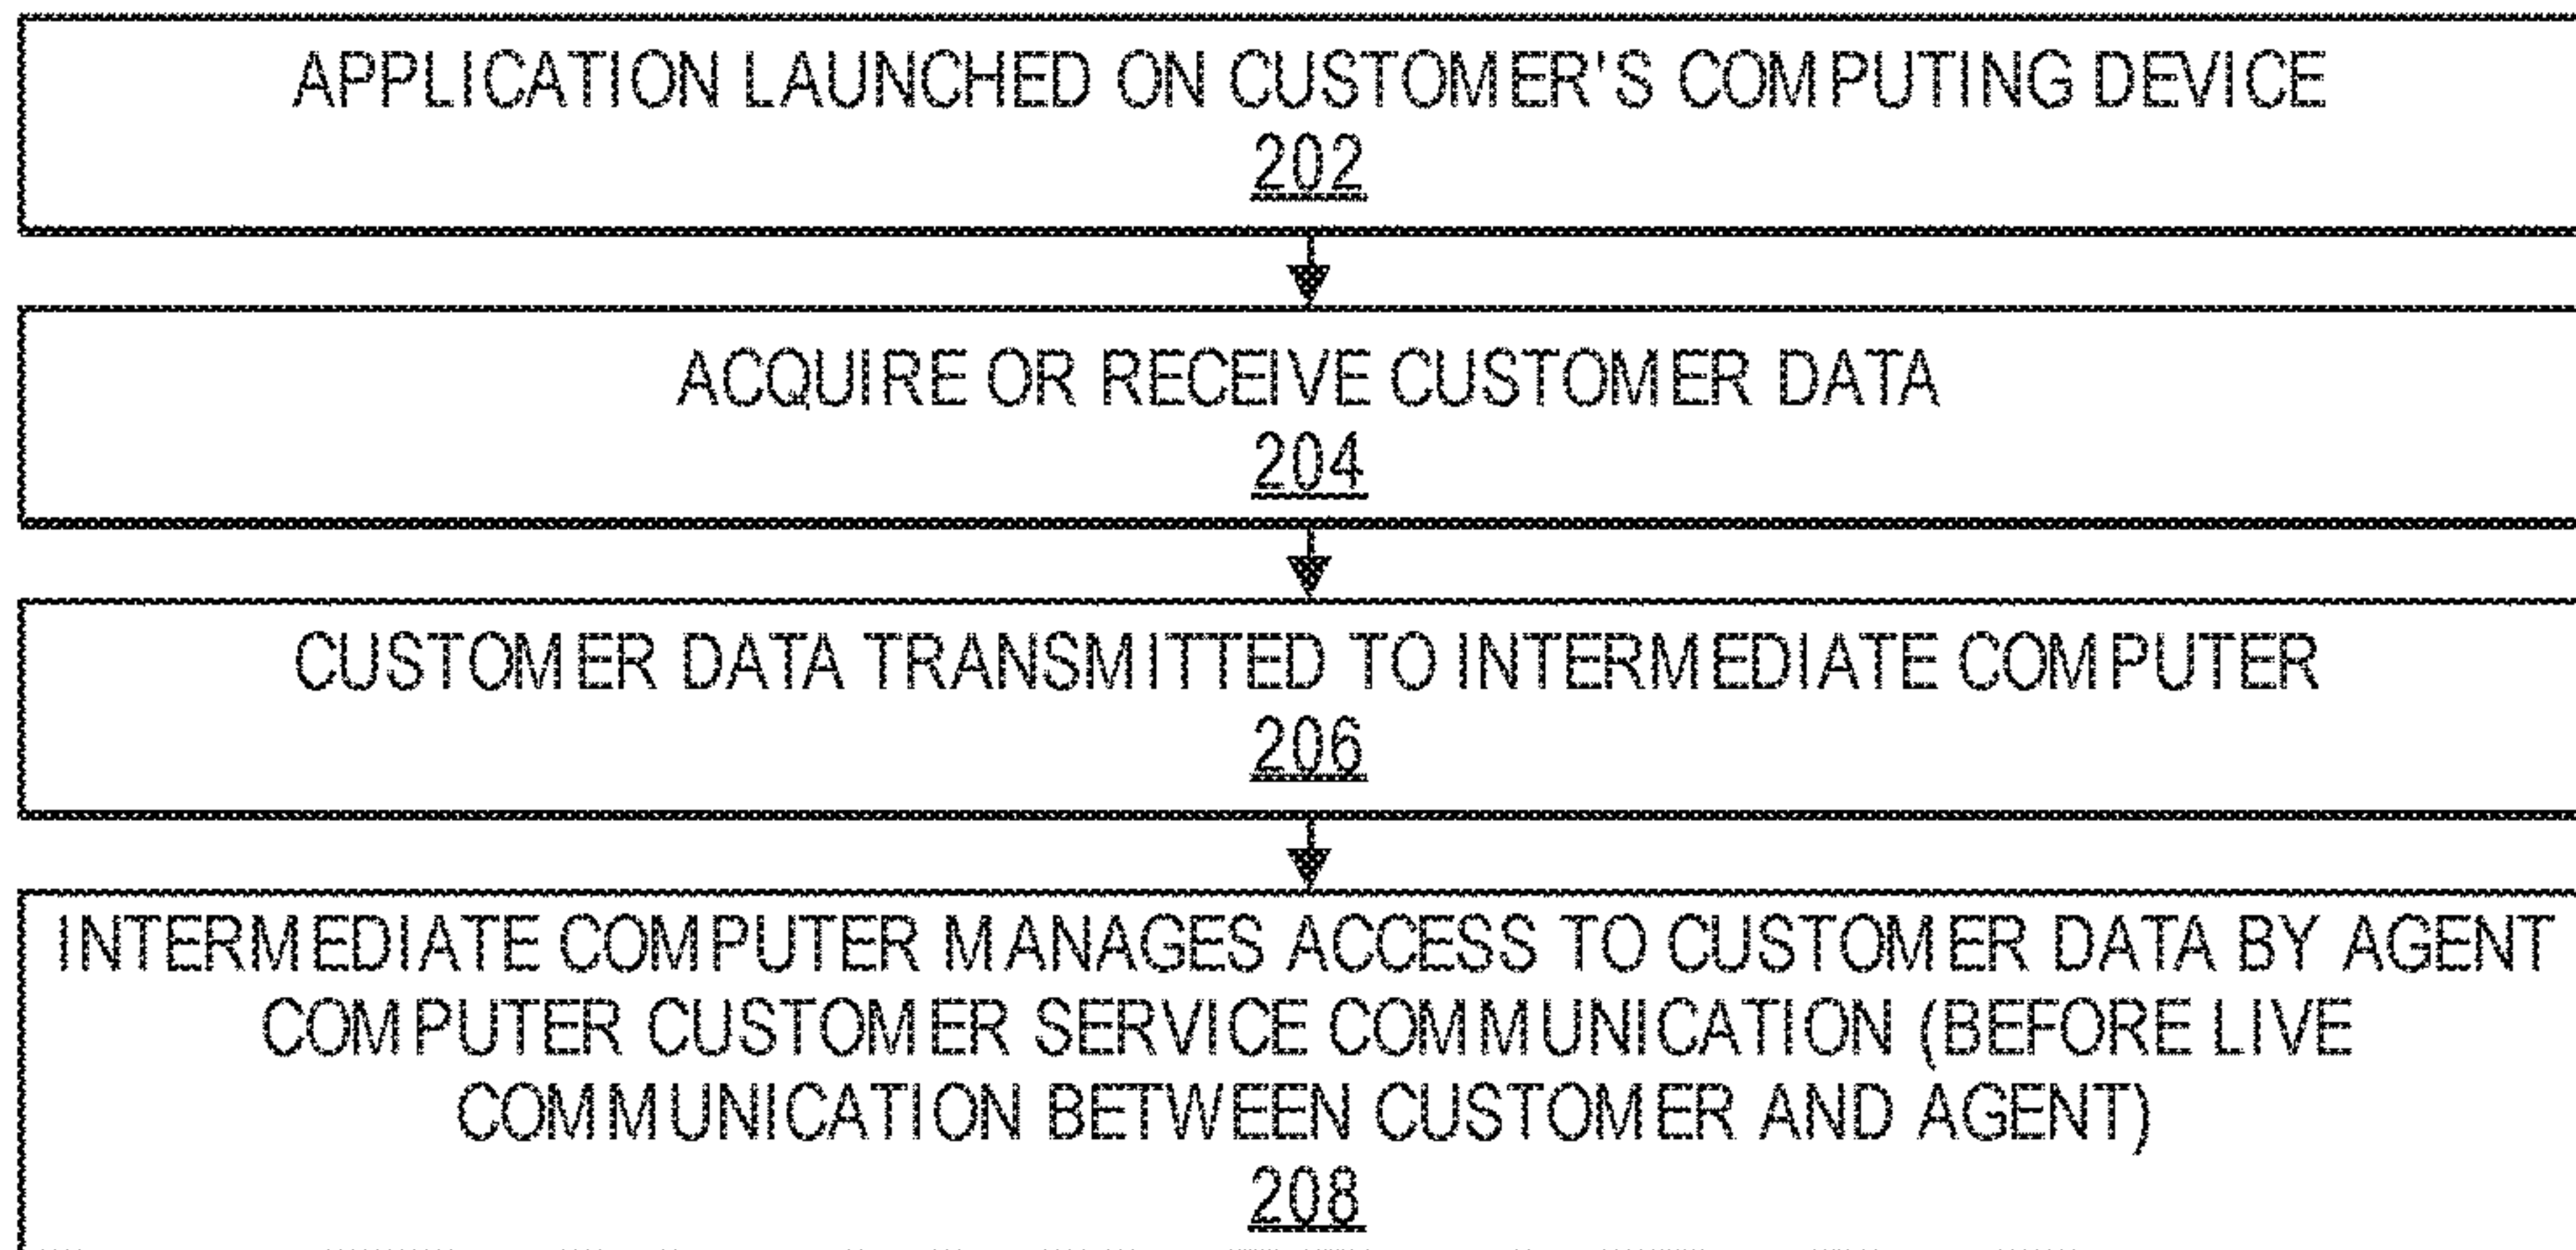 APPLICATION LAUNCHED ON CUSTOMER'S COMPUTING DEVICE
202
ACQUIRE OR RECEIVE CUSTOMER DATA
204
CUSTOMER DATA TRANSMITTED TO INTERMEDIATE COMPUTER
206
INTERMEDIATE COMPUTER MANAGES ACCESS TO CUSTOMER DATA BY AGENT
COMPUTER CUSTOMER SERVICE COMMUNICATION (BEFORE LIVE
COMMUNICATION BETWEEN CUSTOMER AND AGENT)
208